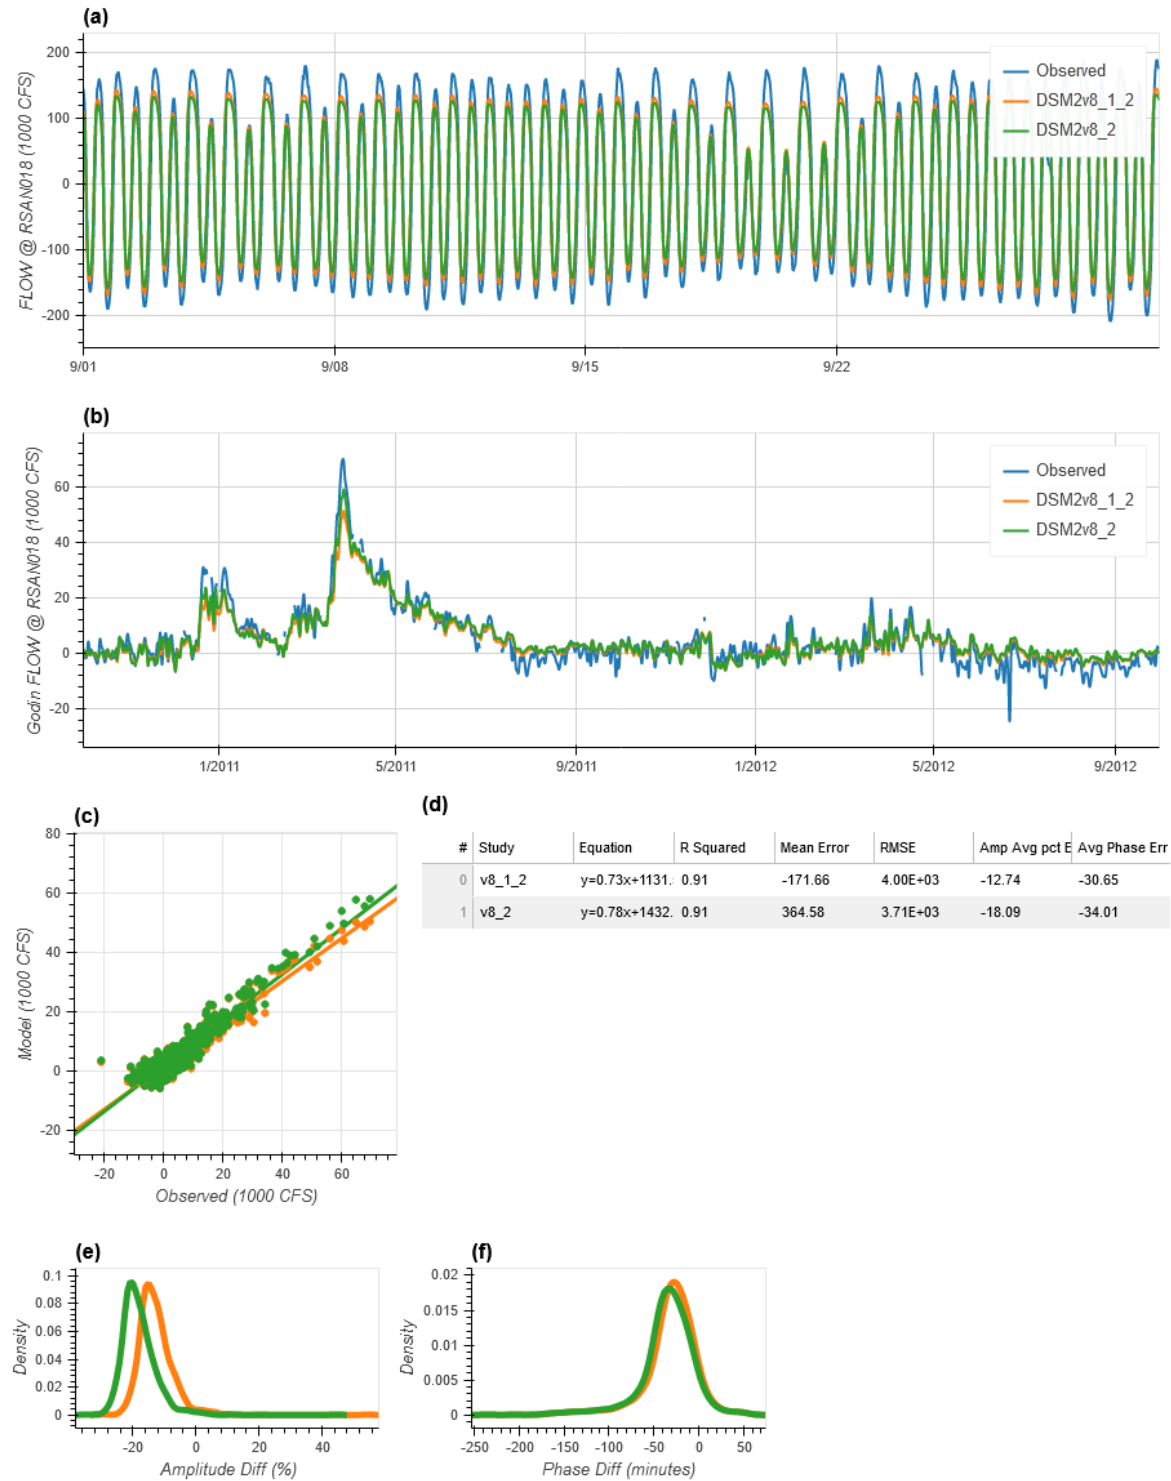 (a)
FLOW @ RSAN018 (1000 CFS)
200
100
0
-100
-200
Observed
DSM2v8_1_2
DSM2v8_2
9/01
9/08
9/15
9/22
(b)
Godin FLOW @ RSAN018 (1000 CFS)
60
40
20
0
-20
Observed
DSM2v8_1_2
DSM2v8_2
1/2011
5/2011
9/2011
1/2012
5/2012
9/2012
(c)
Model (1000 CFS)
80
60
40
20
0
-20
-20
0
20
40
60
Observed (1000 CFS)
(d)
# Study Equation R Squared Mean Error RMSE Amp Avg pct E Avg Phase Err
0 v8_1_2 y=0.73x+1131. 0.91 -171.66 4.00E+03 -12.74 -30.65
1 v8_2 y=0.78x+1432. 0.91 364.58 3.71E+03 -18.09 -34.01
(e)
Density
0.1
0.08
0.06
0.04
0.02
0
-20
0
20
40
Amplitude Diff (%)
(f)
Density
0.02
0.015
0.01
0.005
0
-250
-200
-150
-100
-50
0
50
Phase Diff (minutes)